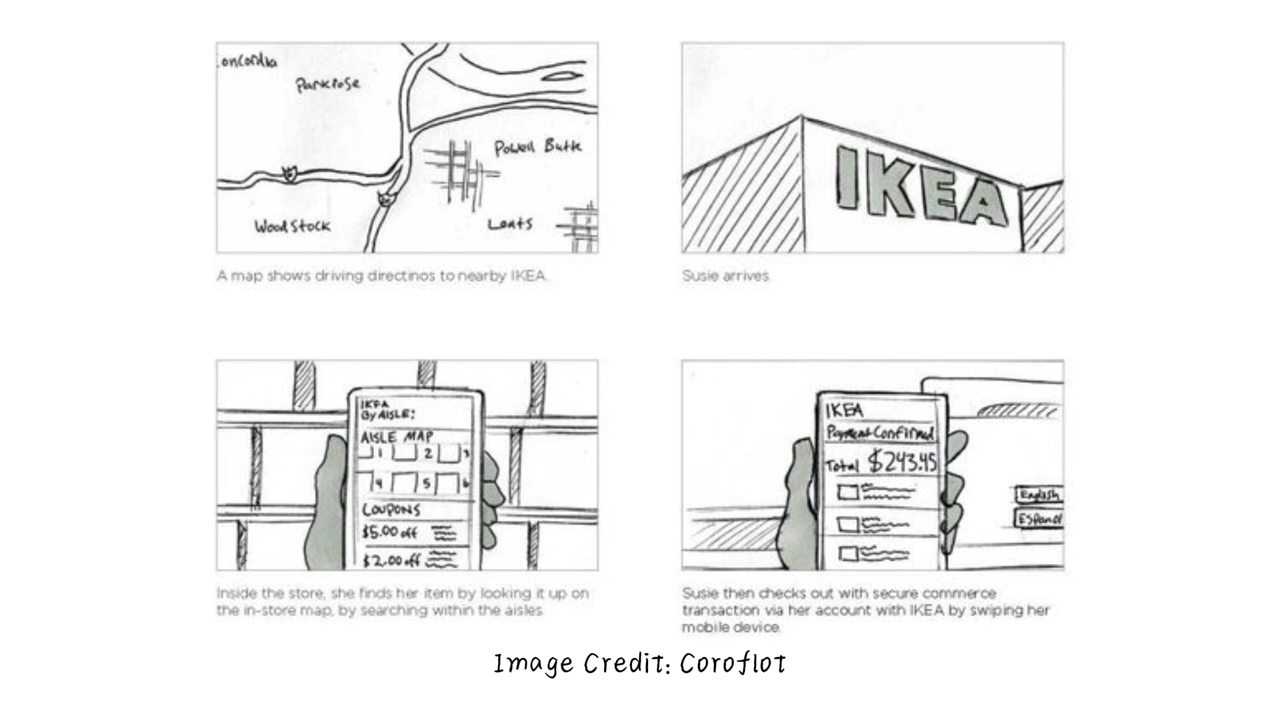 oncordia
Parkrose
Powell Butte
Woodstock
Lents
A map shows driving directinos to nearby IKEA.
IKEA
Susie arrives.
IKEA
By AISLE:
AISLE MAP
1 2 3
4 5 6
COUPONS
$5.00 off
$2.00 off
Inside the store, she finds her item by looking it up on
the in-store map, by searching within the aisles.
IKEA
Payment Confirmed
Total $243.45
English
ESPanol
Susie then checks out with secure commerce
transaction via her account with IKEA by swiping her
mobile device.
Image Credit: Coroflot